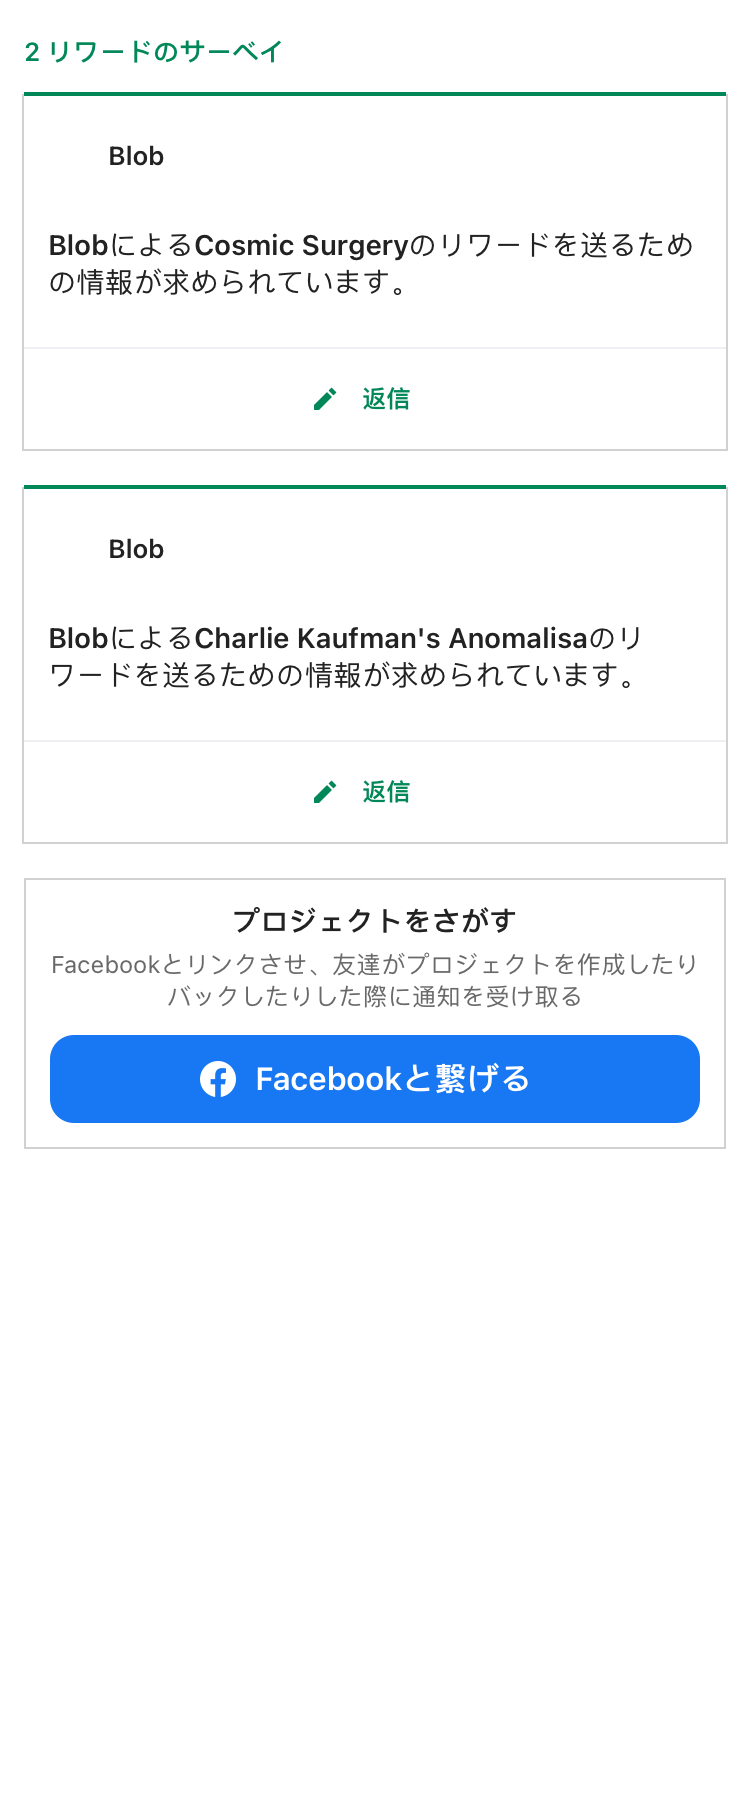 2 リワードのサーベイ
Blob
BlobによるCosmic Surgeryのリワードを送るため
の情報が求められています。
返信
Blob
BlobによるCharlie Kaufman's Anomalisaのリ
ワードを送るための情報が求められています。
返信
プロジェクトをさがす
Facebookとリンクさせ、友達がプロジェクトを作成したり
バックしたりした際に通知を受け取る
Facebookと繋げる